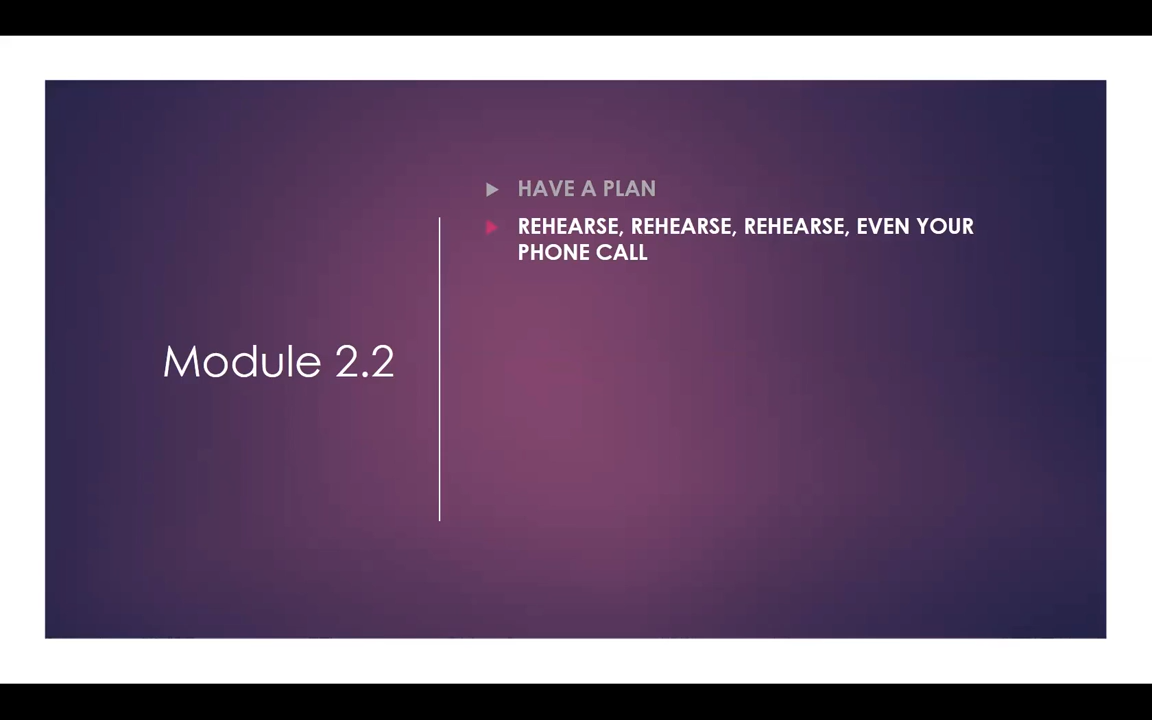 Module 2.2
HAVE A PLAN
REHEARSE, REHEARSE, REHEARSE, EVEN YOUR
PHONE CALL